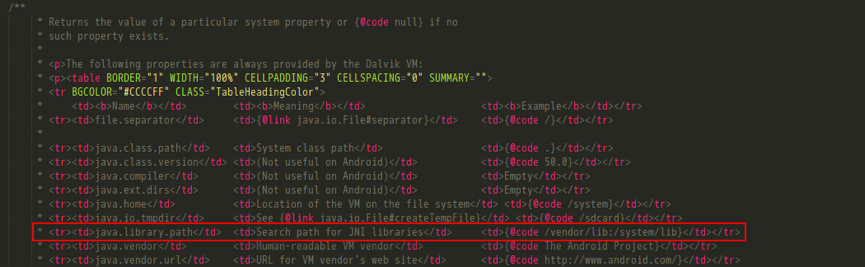 /**
* Returns the value of a particular system property or {@code null} if no
* such property exists.
*
* <p>The following properties are always provided by the Dalvik VM:
* <p><table BORDER="1" WIDTH="100%" CELLPADDING="3" CELLSPACING="0" SUMMARY="">
* <tr BGCOLOR="#CCCCFF" CLASS="TableHeadingColor">
*     <td><b>Name</b></td>        <td><b>Meaning</b></td>                    <td><b>Example</b></td></tr>
* <tr><td>file.separator</td>     <td>{@link java.io.File#separator}</td>    <td>{@code /}</td></tr>
*
* <tr><td>java.class.path</td>    <td>System class path</td>                 <td>{@code .}</td></tr>
* <tr><td>java.class.version</td> <td>(Not useful on Android)</td>           <td>{@code 50.0}</td></tr>
* <tr><td>java.compiler</td>      <td>(Not useful on Android)</td>           <td>Empty</td></tr>
* <tr><td>java.ext.dirs</td>      <td>(Not useful on Android)</td>           <td>Empty</td></tr>
* <tr><td>java.home</td>          <td>Location of the VM on the file system</td> <td>{@code /system}</td></tr>
* <tr><td>java.io.tmpdir</td>     <td>See {@link java.io.File#createTempFile}</td> <td>{@code /sdcard}</td></tr>
* <tr><td>java.library.path</td>  <td>Search path for JNI libraries</td>     <td>{@code /vendor/lib:/system/lib}</td></tr>
* <tr><td>java.vendor</td>        <td>Human-readable VM vendor</td>          <td>{@code The Android Project}</td></tr>
* <tr><td>java.vendor.url</td>    <td>URL for VM vendor's web site</td>      <td>{@code http://www.android.com/}</td></tr>